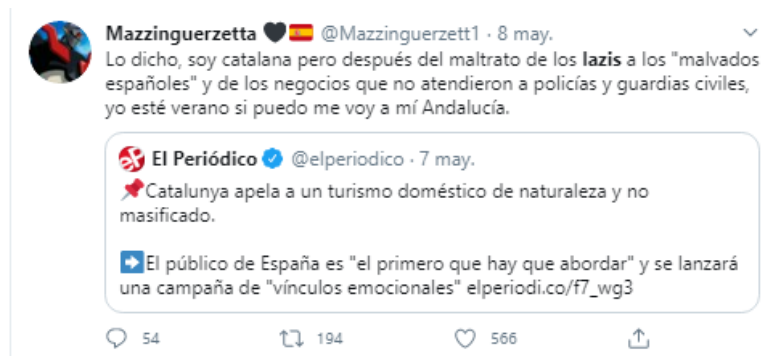 Mazzinguerzetta 🖤🇪🇸 @Mazzinguerzett1 · 8 may.
Lo dicho, soy catalana pero después del maltrato de los lazis a los "malvados
españoles" y de los negocios que no atendieron a policías y guardias civiles,
yo esté verano si puedo me voy a mí Andalucía.
eP El Periódico @elperiodico · 7 may.
📌Catalunya apela a un turismo doméstico de naturaleza y no
masificado.
➡️El público de España es "el primero que hay que abordar" y se lanzará
una campaña de "vínculos emocionales" elperiodi.co/f7_wg3
54 194 566